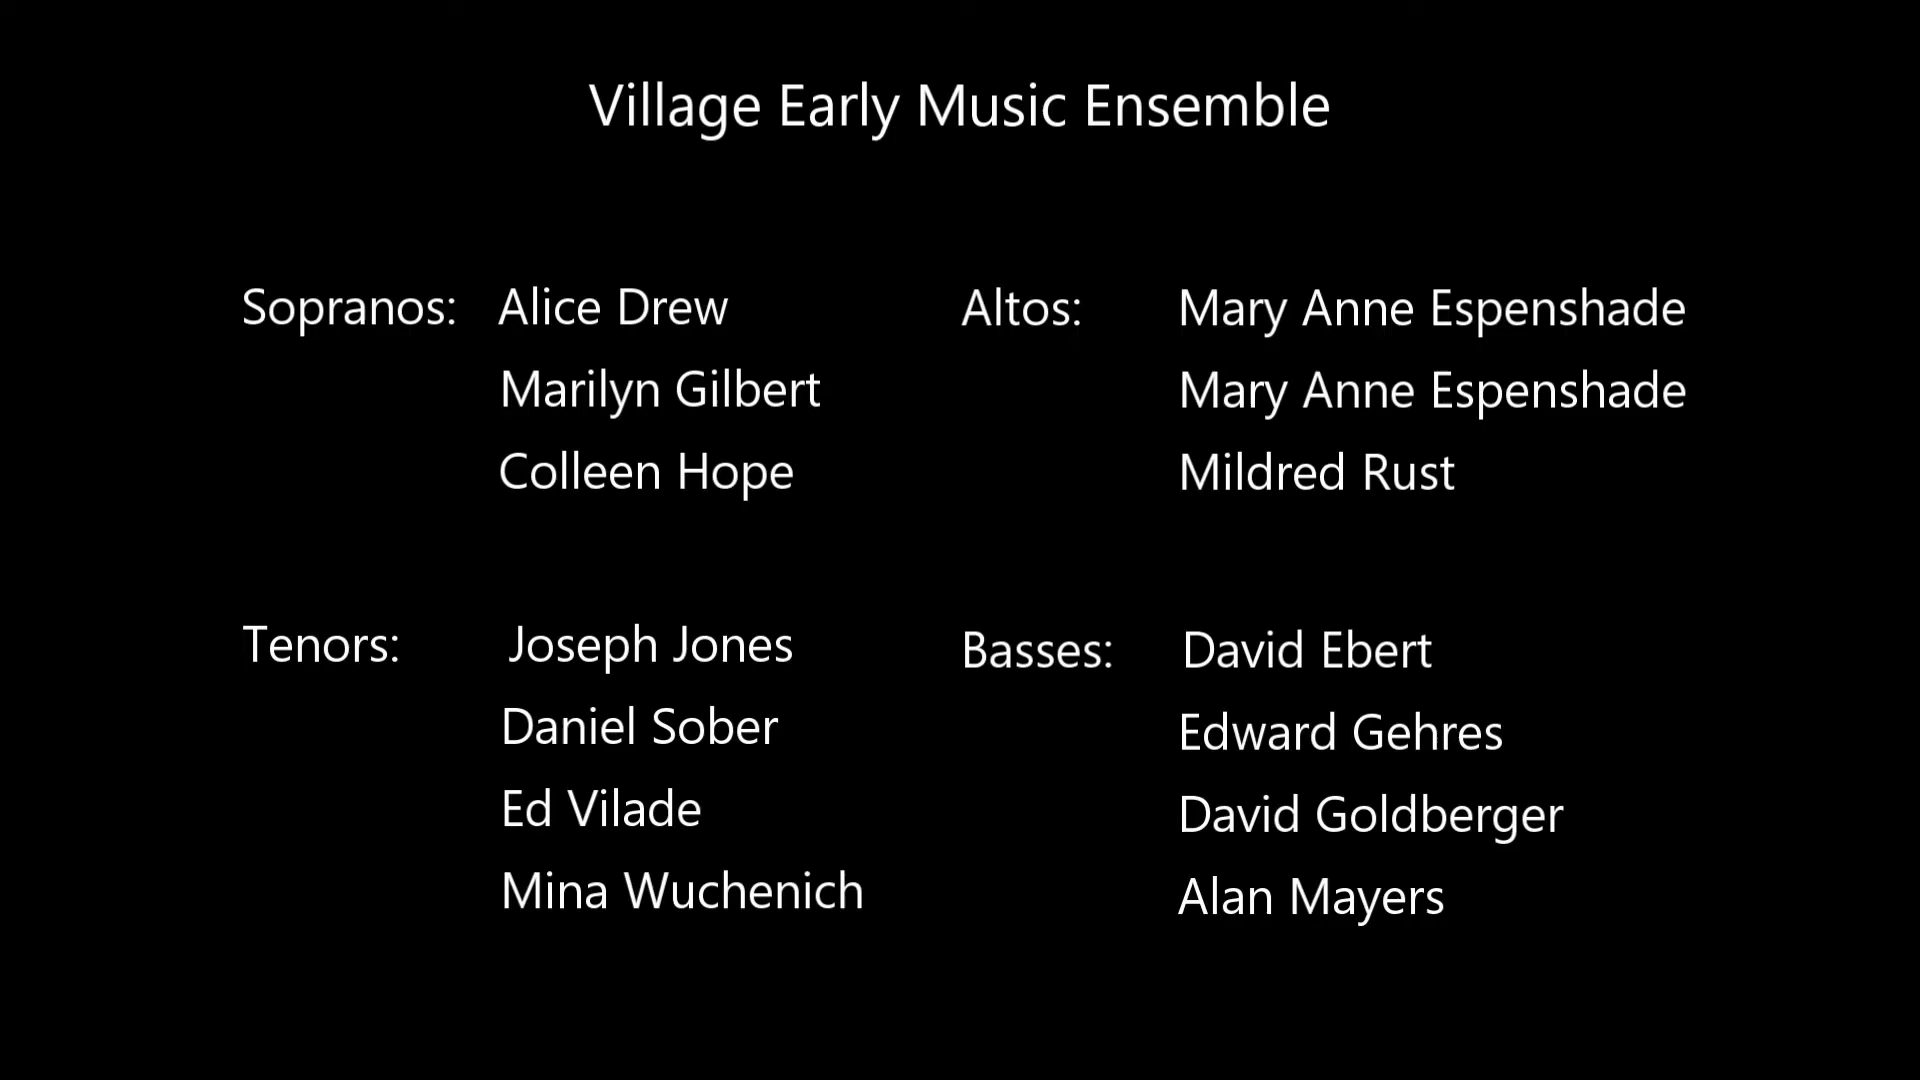 Village Early Music Ensemble
Sopranos: Alice Drew
Marilyn Gilbert
Colleen Hope
Altos: Mary Anne Espenshade
Mary Anne Espenshade
Mildred Rust
Tenors: Joseph Jones
Daniel Sober
Ed Vilade
Mina Wuchenich
Basses: David Ebert
Edward Gehres
David Goldberger
Alan Mayers